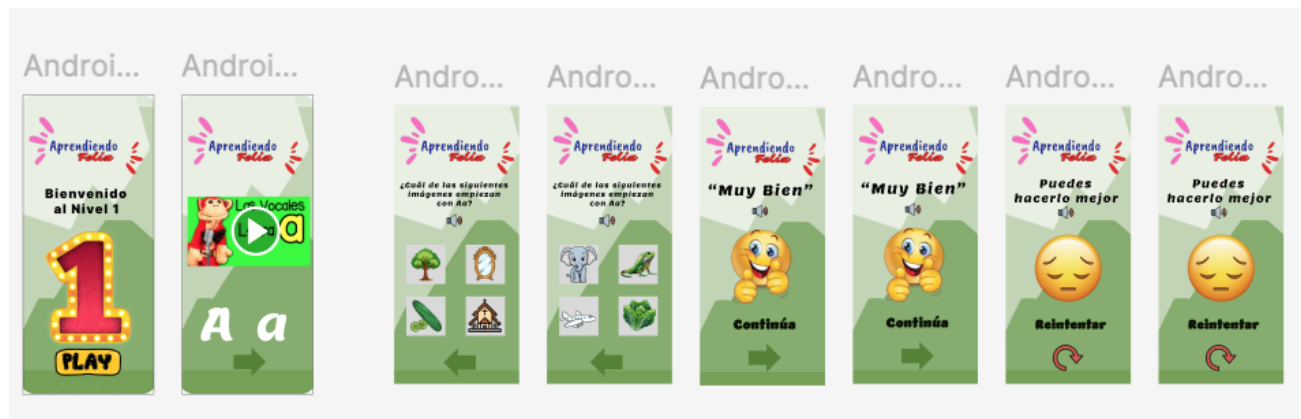 Androi...
Aprendiendo
Feliz
Bienvenido
al Nivel 1
1
PLAY
Androi...
Aprendiendo
Feliz
Las Vocales
a
A a
Andro...
Aprendiendo
Feliz
¿Cuál de las siguientes
imágenes empiezan
con Aa?
Andro...
Aprendiendo
Feliz
¿Cuál de las siguientes
imágenes empiezan
con Aa?
Andro...
Aprendiendo
Feliz
“Muy Bien”
Continúa
Andro...
Aprendiendo
Feliz
“Muy Bien”
Continúa
Andro...
Aprendiendo
Feliz
Puedes
hacerlo mejor
Reintentar
Andro...
Aprendiendo
Feliz
Puedes
hacerlo mejor
Reintentar